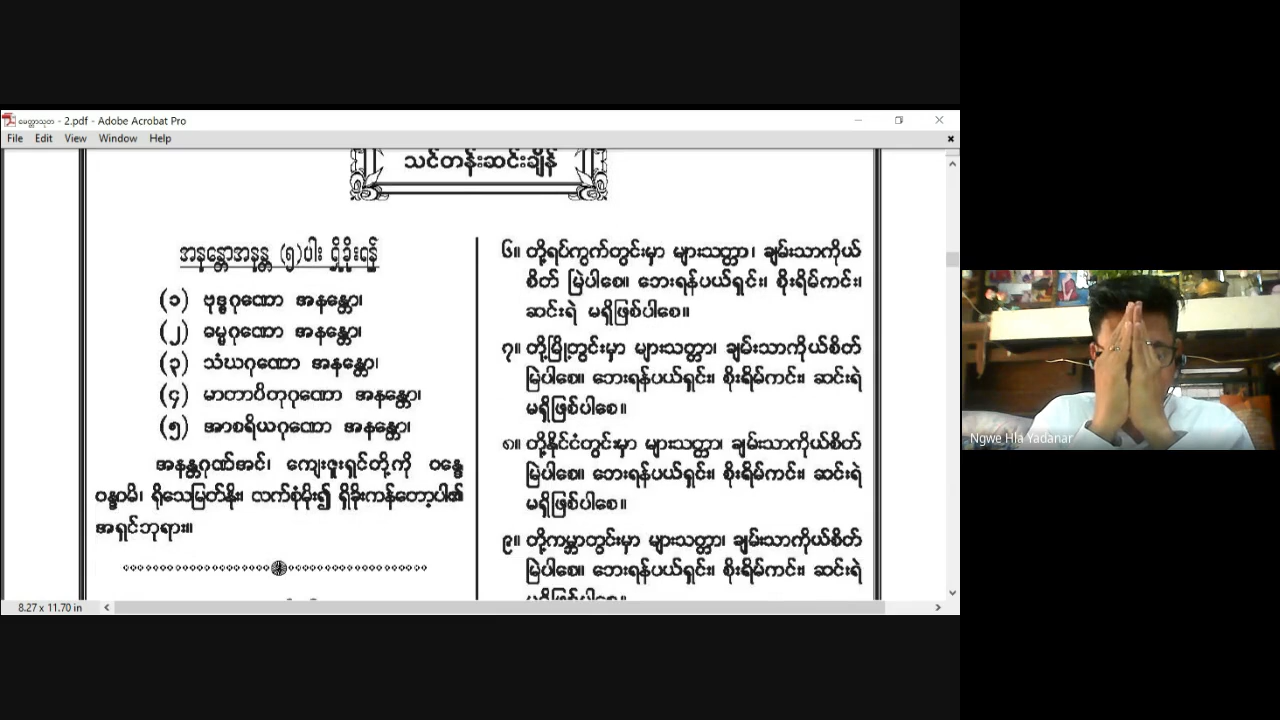 မေတ္တာသုတ - 2.pdf - Adobe Acrobat Pro
File Edit View Window Help
သင်တန်းဆင်းချိန်
အနန္တောအနန္တ (၅)ပါး ရှိခိုးရန်
(၁) ဗုဒ္ဓဂုဏော အနန္တော၊
(၂) ဓမ္မဂုဏော အနန္တော၊
(၃) သံဃဂုဏော အနန္တော၊
(၄) မာတာပိတုဂုဏော အနန္တော၊
(၅) အာစရိယဂုဏော အနန္တော၊
အနန္တဂုဏ်အင်၊ ကျေးဇူးရှင်တို့ကို ဝန္ဒေ
ဝန္ဒာမိ၊ ရိုသေမြတ်နိုး၊ လက်စုံမိုး၍ ရှိခိုးကန်တော့ပါ၏
အရှင်ဘုရား။
၆။ တို့ရပ်ကွက်တွင်းမှာ များသတ္တာ၊ ချမ်းသာကိုယ်
စိတ် မြဲပါစေ။ ဘေးရန်ပယ်ရှင်း၊ စိုးရိမ်ကင်း၊
ဆင်းရဲ မရှိဖြစ်ပါစေ။
၇။ တို့မြို့တွင်းမှာ များသတ္တာ၊ ချမ်းသာကိုယ်စိတ်
မြဲပါစေ။ ဘေးရန်ပယ်ရှင်း၊ စိုးရိမ်ကင်း၊ ဆင်းရဲ
မရှိဖြစ်ပါစေ။
၈။ တို့နိုင်ငံတွင်းမှာ များသတ္တာ၊ ချမ်းသာကိုယ်စိတ်
မြဲပါစေ။ ဘေးရန်ပယ်ရှင်း၊ စိုးရိမ်ကင်း၊ ဆင်းရဲ
မရှိဖြစ်ပါစေ။
၉။ တို့ကမ္ဘာတွင်းမှာ များသတ္တာ၊ ချမ်းသာကိုယ်စိတ်
မြဲပါစေ။ ဘေးရန်ပယ်ရှင်း၊ စိုးရိမ်ကင်း၊ ဆင်းရဲ
မရှိဖြစ်ပါစေ။
8.27 x 11.70 in
Ngwe Hla Yadanar